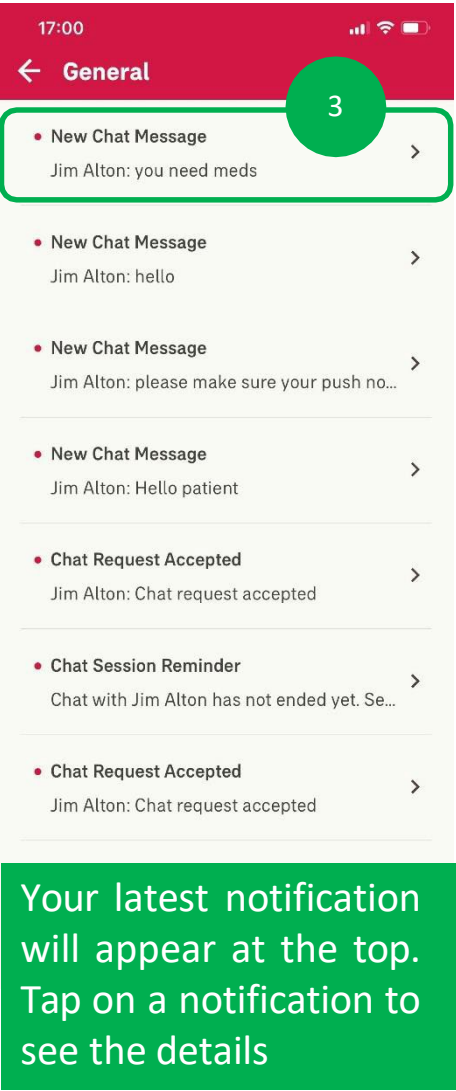 17:00
← General
3
• New Chat Message
Jim Alton: you need meds
• New Chat Message
Jim Alton: hello
• New Chat Message
Jim Alton: please make sure your push no...
• New Chat Message
Jim Alton: Hello patient
• Chat Request Accepted
Jim Alton: Chat request accepted
• Chat Session Reminder
Chat with Jim Alton has not ended yet. Se...
• Chat Request Accepted
Jim Alton: Chat request accepted
Your latest notification
will appear at the top.
Tap on a notification to
see the details